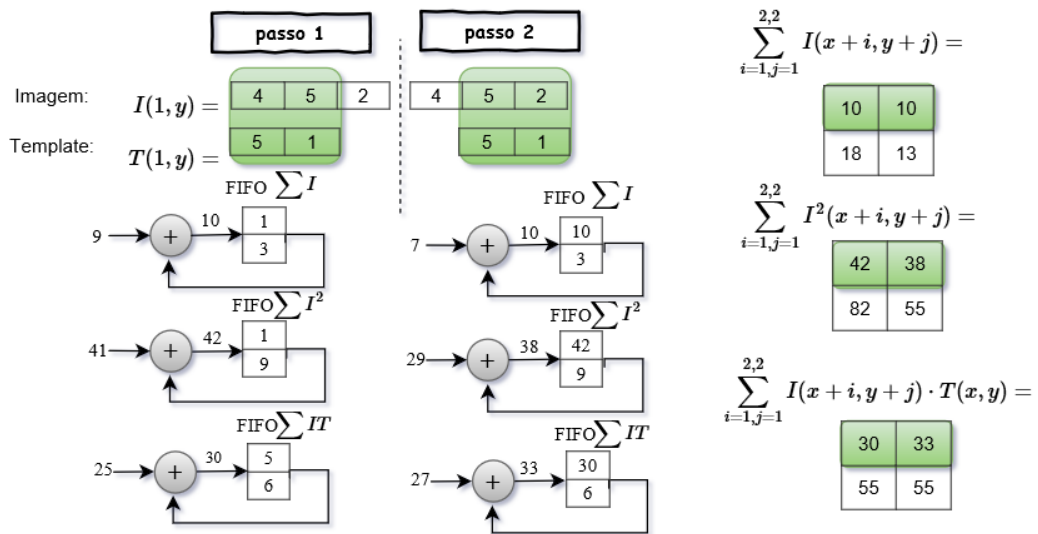 passo 1
passo 2
Imagem:
I(1, y) =
4 5 2
4 5 2
Template:
T(1, y) =
5 1
5 1
FIFO ∑ I
9
+
10
1
3
FIFO ∑ I
7
+
10
10
3
FIFO ∑ I²
41
+
42
1
9
FIFO ∑ I²
29
+
38
42
9
FIFO ∑ IT
25
+
30
5
6
FIFO ∑ IT
27
+
33
30
6
2,2
∑ I(x + i, y + j) =
i=1,j=1
10 10
18 13
2,2
∑ I²(x + i, y + j) =
i=1,j=1
42 38
82 55
2,2
∑ I(x + i, y + j) · T(x, y) =
i=1,j=1
30 33
55 55